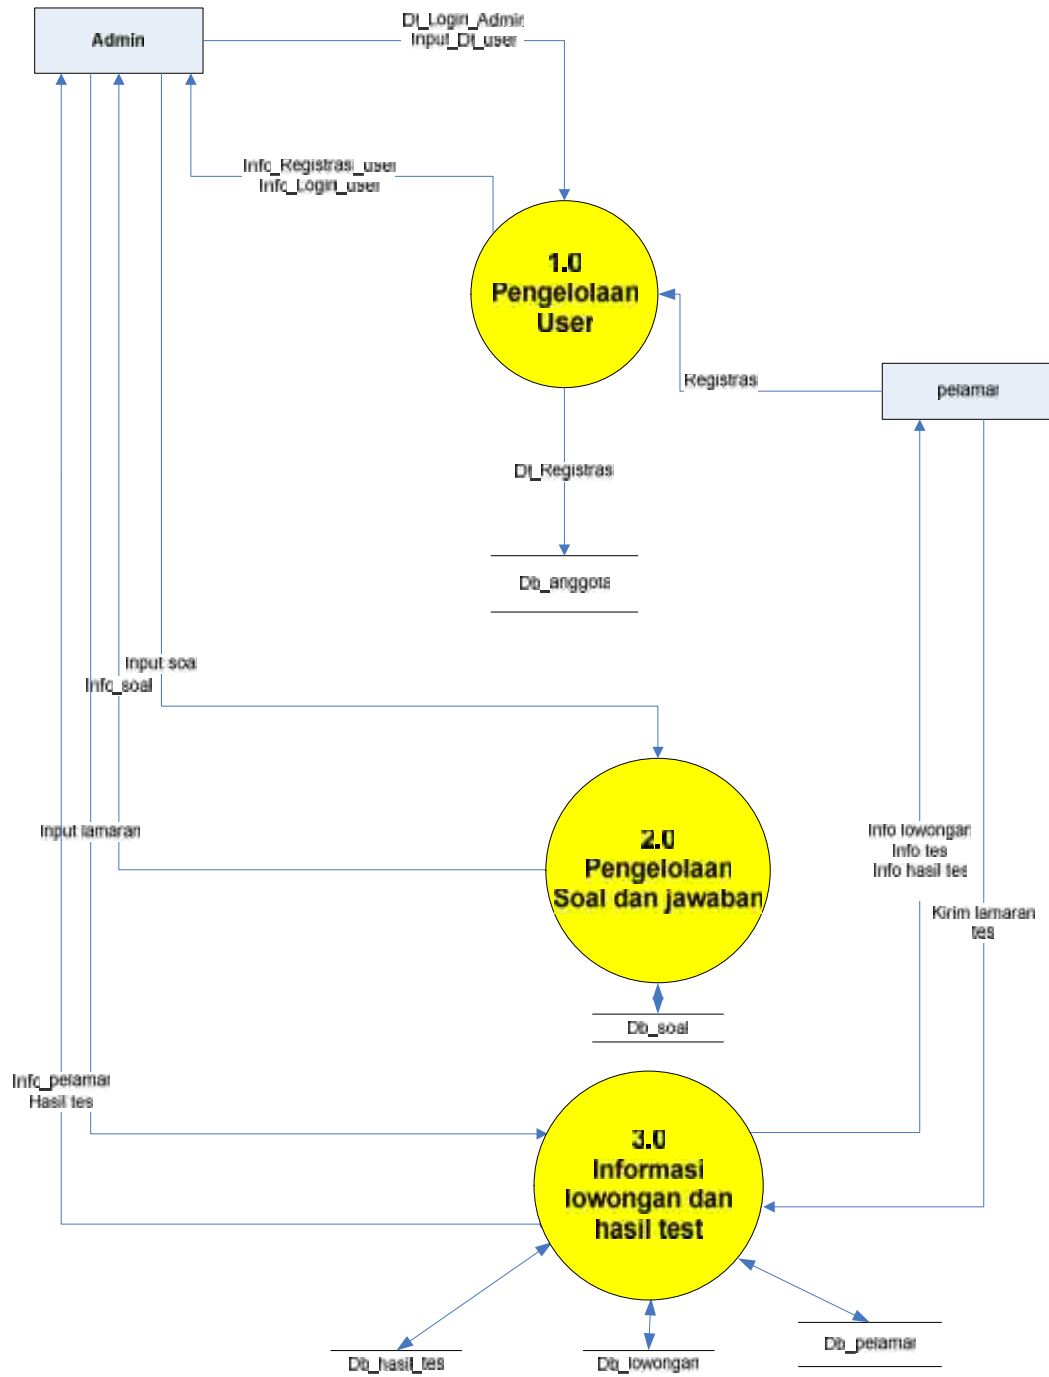 Dt_Login_Admin
Input_Dt_user
Admin
Info_Registrasi_user
Info_Login_user
1.0
Pengelolaan
User
Registras
pelamar
Dt_Registras
Db_anggota
Input soal
Info_soal
Input lamaran
2.0
Pengelolaan
Soal dan jawaban
Info lowongan
Info tes
Info hasil tes
Kirim lamaran
tes
Db_soal
Info_pelamar
Hasil tes
3.0
Informasi
lowongan dan
hasil test
Db_hasil_tes
Db_lowongan
Db_pelamar